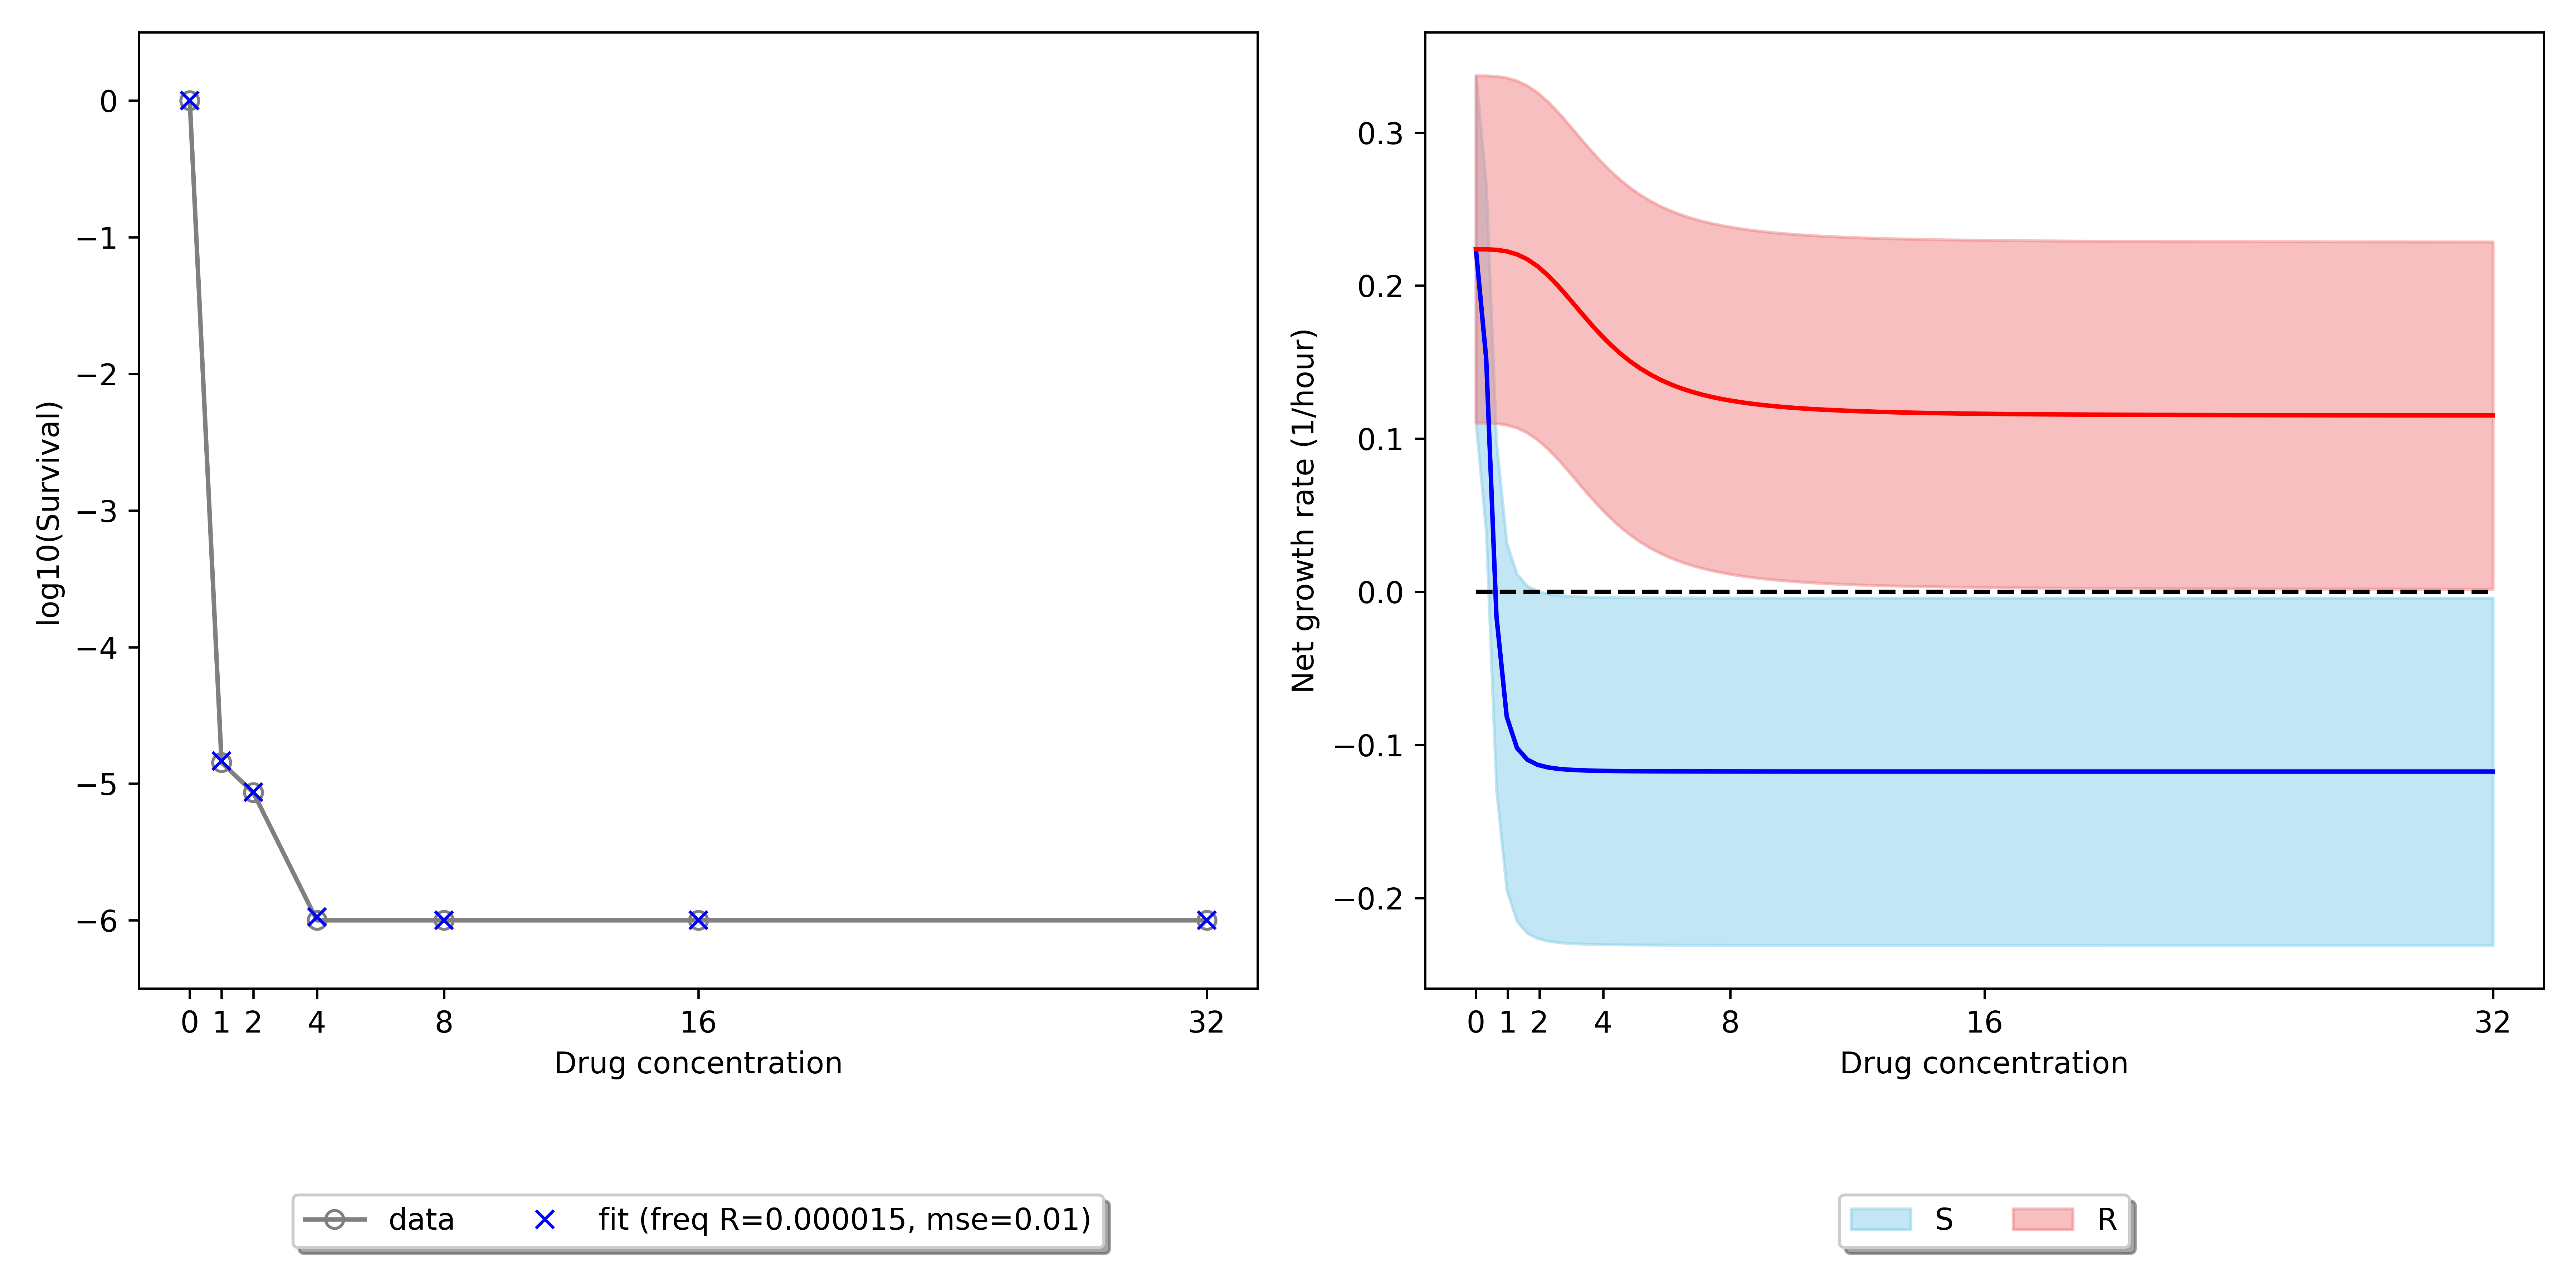 log10(Survival)
0
−1
−2
−3
−4
−5
−6
0 1 2 4 8 16 32
Drug concentration
data fit (freq R=0.000015, mse=0.01)
Net growth rate (1/hour)
0.3
0.2
0.1
0.0
−0.1
−0.2
0 1 2 4 8 16 32
Drug concentration
S R